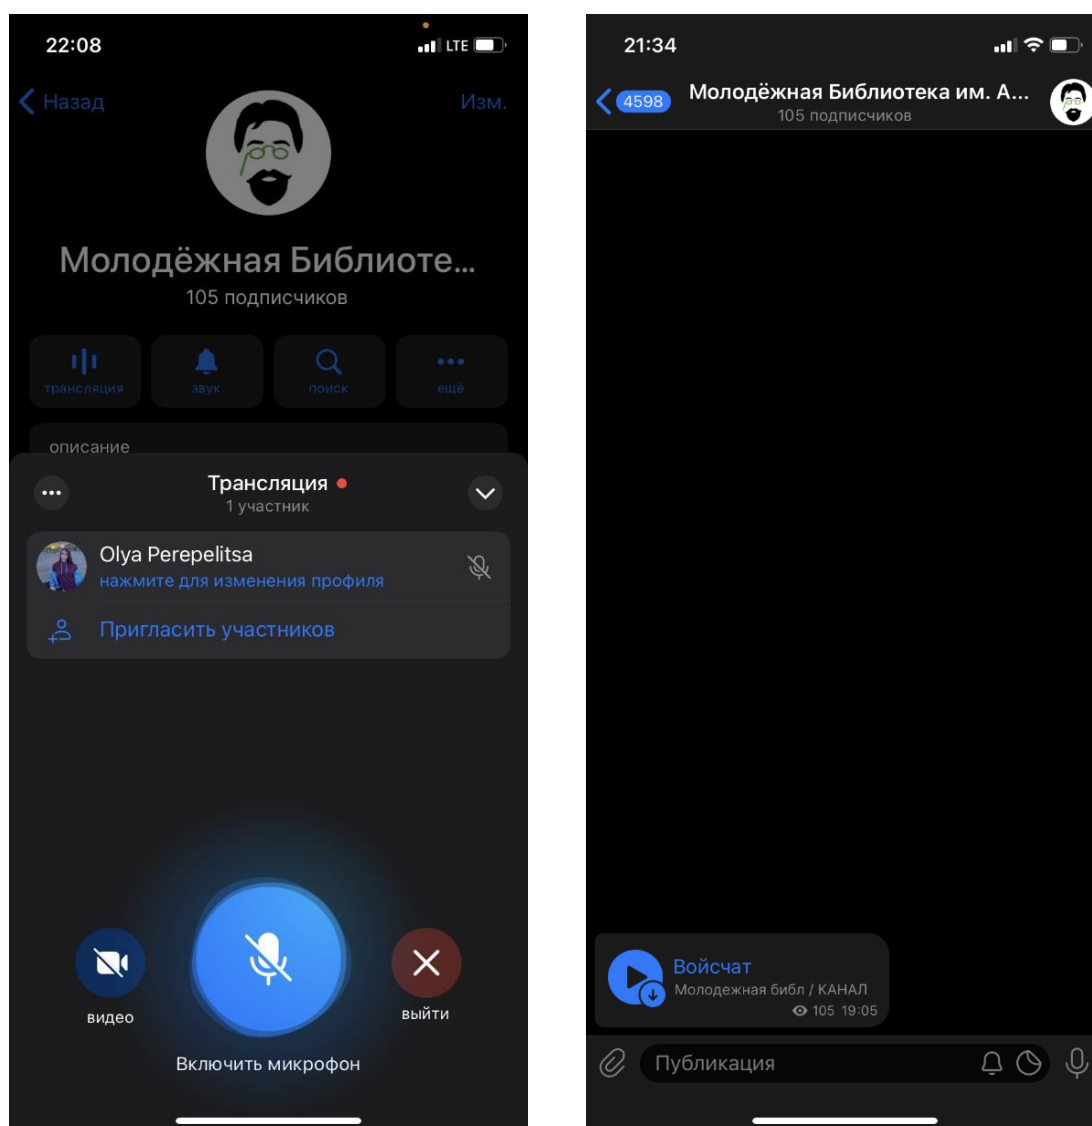 22:08
LTE
Назад
Изм.
Молодёжная Библиоте...
105 подписчиков
трансляция
звук
поиск
ещё
описание
Трансляция
1 участник
Olya Perepelitsa
нажмите для изменения профиля
Пригласить участников
видео
выйти
Включить микрофон
21:34
4598
Молодёжная Библиотека им. А...
105 подписчиков
Войсчат
Молодежная библ / КАНАЛ
105 19:05
Публикация